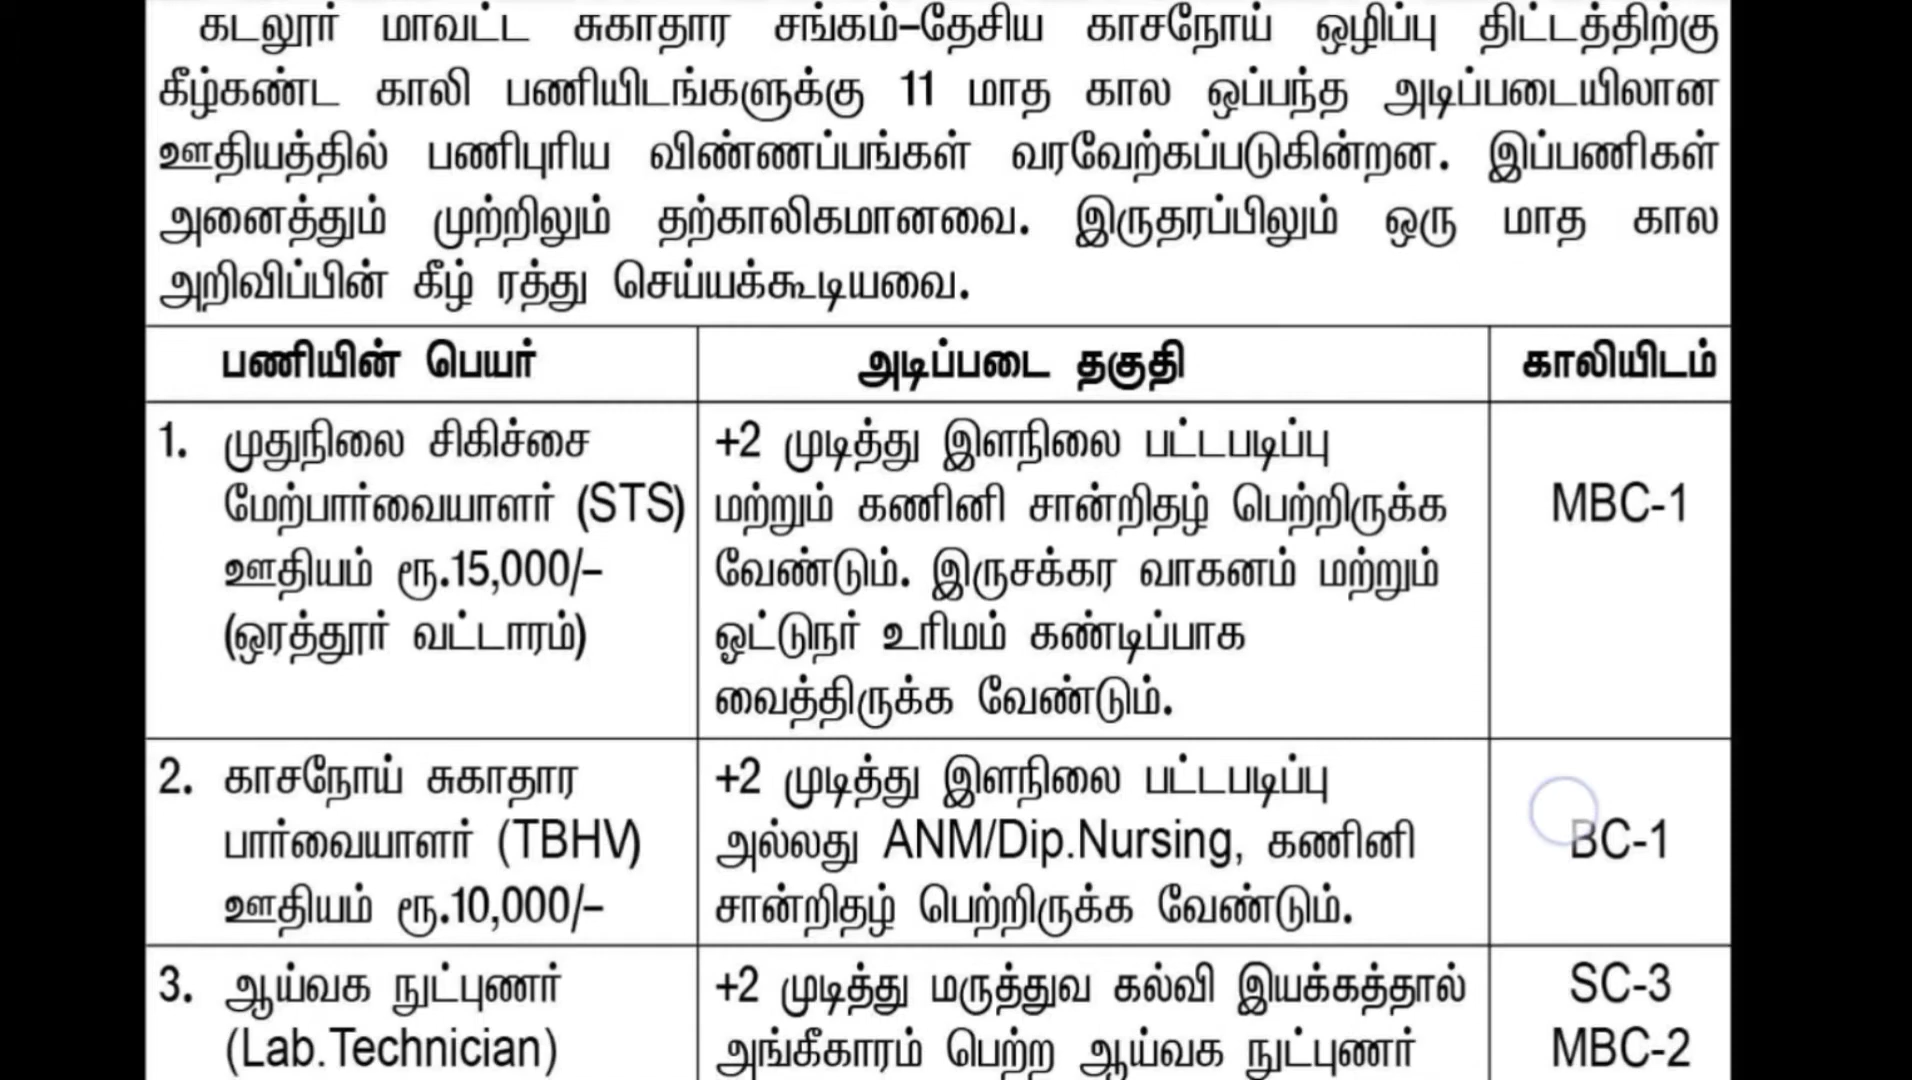 கடலூர் மாவட்ட சுகாதார சங்கம்–தேசிய காசநோய் ஒழிப்பு திட்டத்திற்கு
கீழ்கண்ட காலி பணியிடங்களுக்கு 11 மாத கால ஒப்பந்த அடிப்படையிலான
ஊதியத்தில் பணிபுரிய விண்ணப்பங்கள் வரவேற்கப்படுகின்றன. இப்பணிகள்
அனைத்தும் முற்றிலும் தற்காலிகமானவை. இருதரப்பிலும் ஒரு மாத கால
அறிவிப்பின் கீழ் ரத்து செய்யக்கூடியவை.
பணியின் பெயர் அடிப்படை தகுதி காலியிடம்
1. முதுநிலை சிகிச்சை +2 முடித்து இளநிலை பட்டபடிப்பு
மேற்பார்வையாளர் (STS) மற்றும் கணினி சான்றிதழ் பெற்றிருக்க MBC-1
ஊதியம் ரூ.15,000/– வேண்டும். இருசக்கர வாகனம் மற்றும்
(ஒரத்தூர் வட்டாரம்) ஓட்டுநர் உரிமம் கண்டிப்பாக
வைத்திருக்க வேண்டும்.
2. காசநோய் சுகாதார +2 முடித்து இளநிலை பட்டபடிப்பு
பார்வையாளர் (TBHV) அல்லது ANM/Dip.Nursing, கணினி BC-1
ஊதியம் ரூ.10,000/– சான்றிதழ் பெற்றிருக்க வேண்டும்.
3. ஆய்வக நுட்புணர் +2 முடித்து மருத்துவ கல்வி இயக்கத்தால் SC-3
(Lab.Technician) அங்கீகாரம் பெற்ற ஆய்வக நுட்புணர் MBC-2